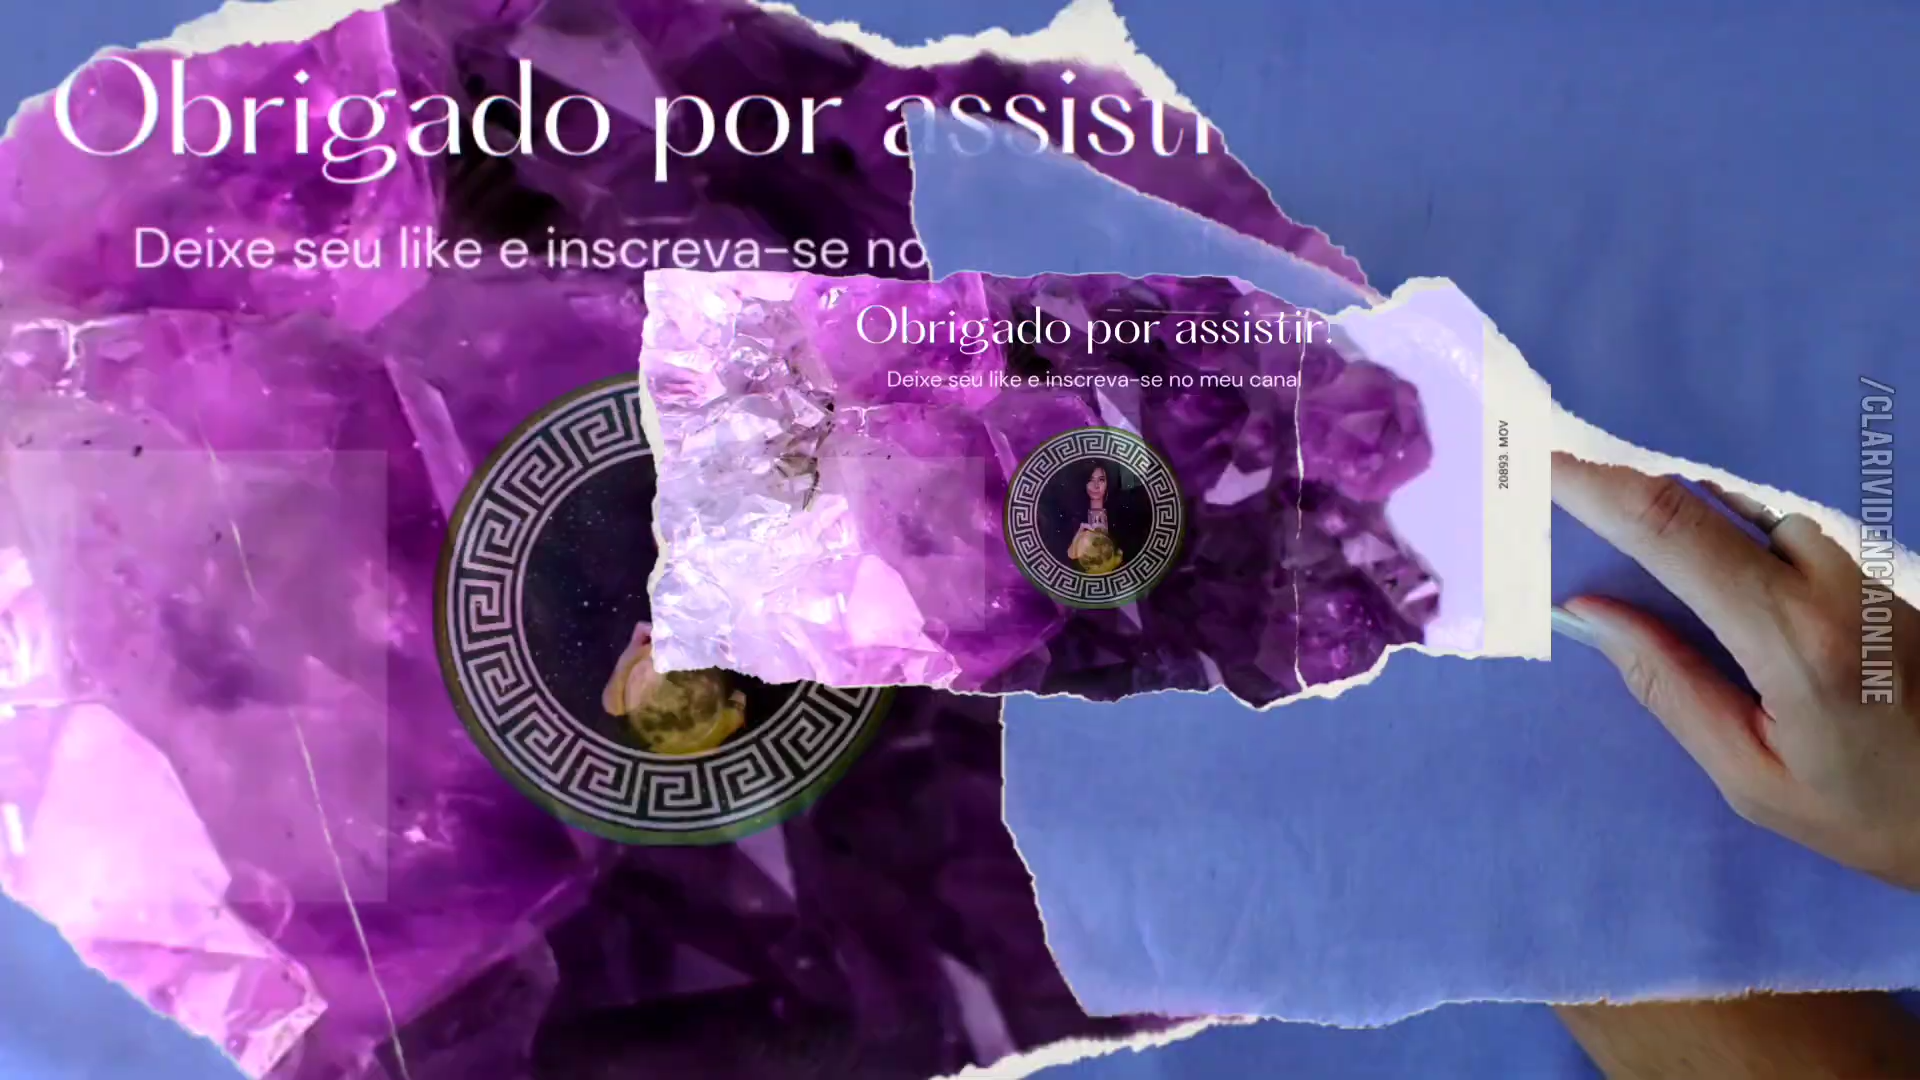 Obrigado por assistir
Deixe seu like e inscreva-se no
Obrigado por assistir!
Deixe seu like e inscreva-se no meu canal
20893. MOV
/CLARIVIDENCIAONLINE